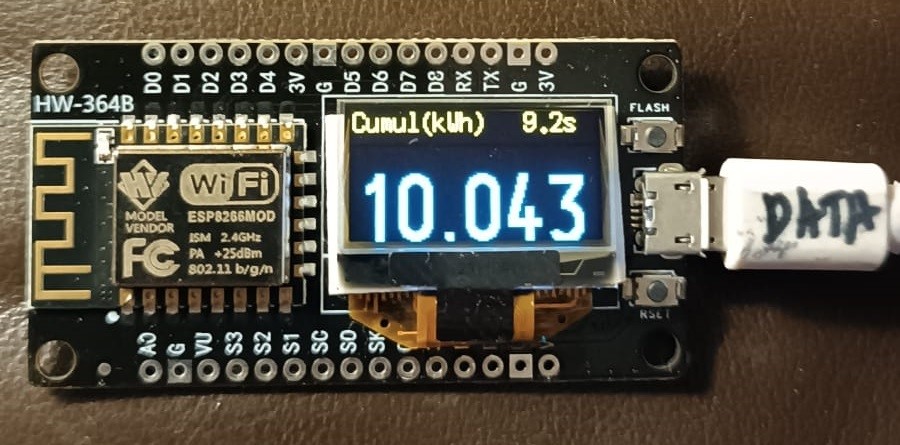 D0 D1 D2 D3 D4 3V G D5 D6 D7 D8 RX TX G 3V
HW-364B
FLASH
Cumul(kWh) 9.2s
10.043
WiFi
MODEL
VENDOR
ESP8266MOD
ISM 2.4GHz
PA +25dBm
802.11 b/g/n
FC
DATA
RSET
A0 G VU S3 S2 S1 SC S0 SK